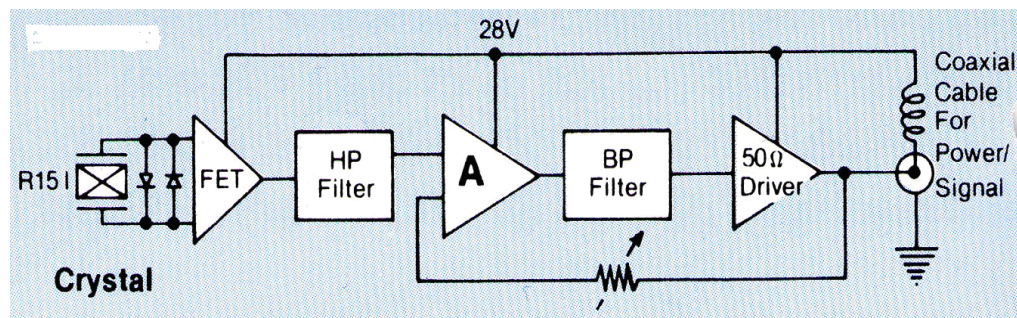 28V
Coaxial
Cable
For
Power/
Signal
R15I
FET
HP
Filter
A
BP
Filter
50Ω
Driver
Crystal